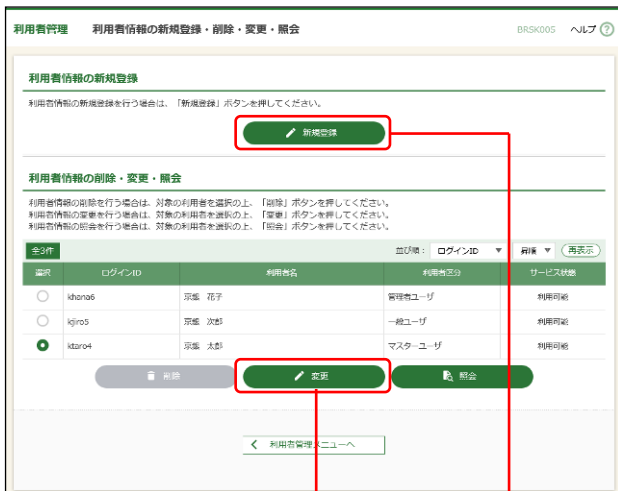 利用者管理 利用者情報の新規登録・削除・変更・照会 BRSK005 ヘルプ ?
利用者情報の新規登録
利用者情報の新規登録を行う場合は、「新規登録」ボタンを押してください。
新規登録
利用者情報の削除・変更・照会
利用者情報の削除を行う場合は、対象の利用者を選択の上、「削除」ボタンを押してください。
利用者情報の変更を行う場合は、対象の利用者を選択の上、「変更」ボタンを押してください。
利用者情報の照会を行う場合は、対象の利用者を選択の上、「照会」ボタンを押してください。
全3件 並び順： ログインID ▼ 昇順 ▼ 再表示
選択 ログインID 利用者名 利用者区分 サービス状態
khana6 京都 花子 管理者ユーザ 利用可能
kjiro5 京都 次郎 一般ユーザ 利用可能
ktaro4 京都 太郎 マスターユーザ 利用可能
削除 変更 照会
利用者管理メニューへ